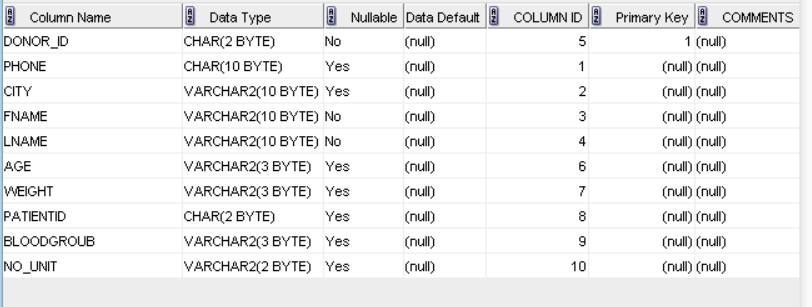 Column Name Data Type Nullable Data Default COLUMN ID Primary Key COMMENTS
DONOR_ID CHAR(2 BYTE) No (null) 5 1 (null)
PHONE CHAR(10 BYTE) Yes (null) 1 (null) (null)
CITY VARCHAR2(10 BYTE) Yes (null) 2 (null) (null)
FNAME VARCHAR2(10 BYTE) No (null) 3 (null) (null)
LNAME VARCHAR2(10 BYTE) No (null) 4 (null) (null)
AGE VARCHAR2(3 BYTE) Yes (null) 6 (null) (null)
WEIGHT VARCHAR2(3 BYTE) Yes (null) 7 (null) (null)
PATIENTID CHAR(2 BYTE) Yes (null) 8 (null) (null)
BLOODGROUB VARCHAR2(3 BYTE) Yes (null) 9 (null) (null)
NO_UNIT VARCHAR2(2 BYTE) Yes (null) 10 (null) (null)